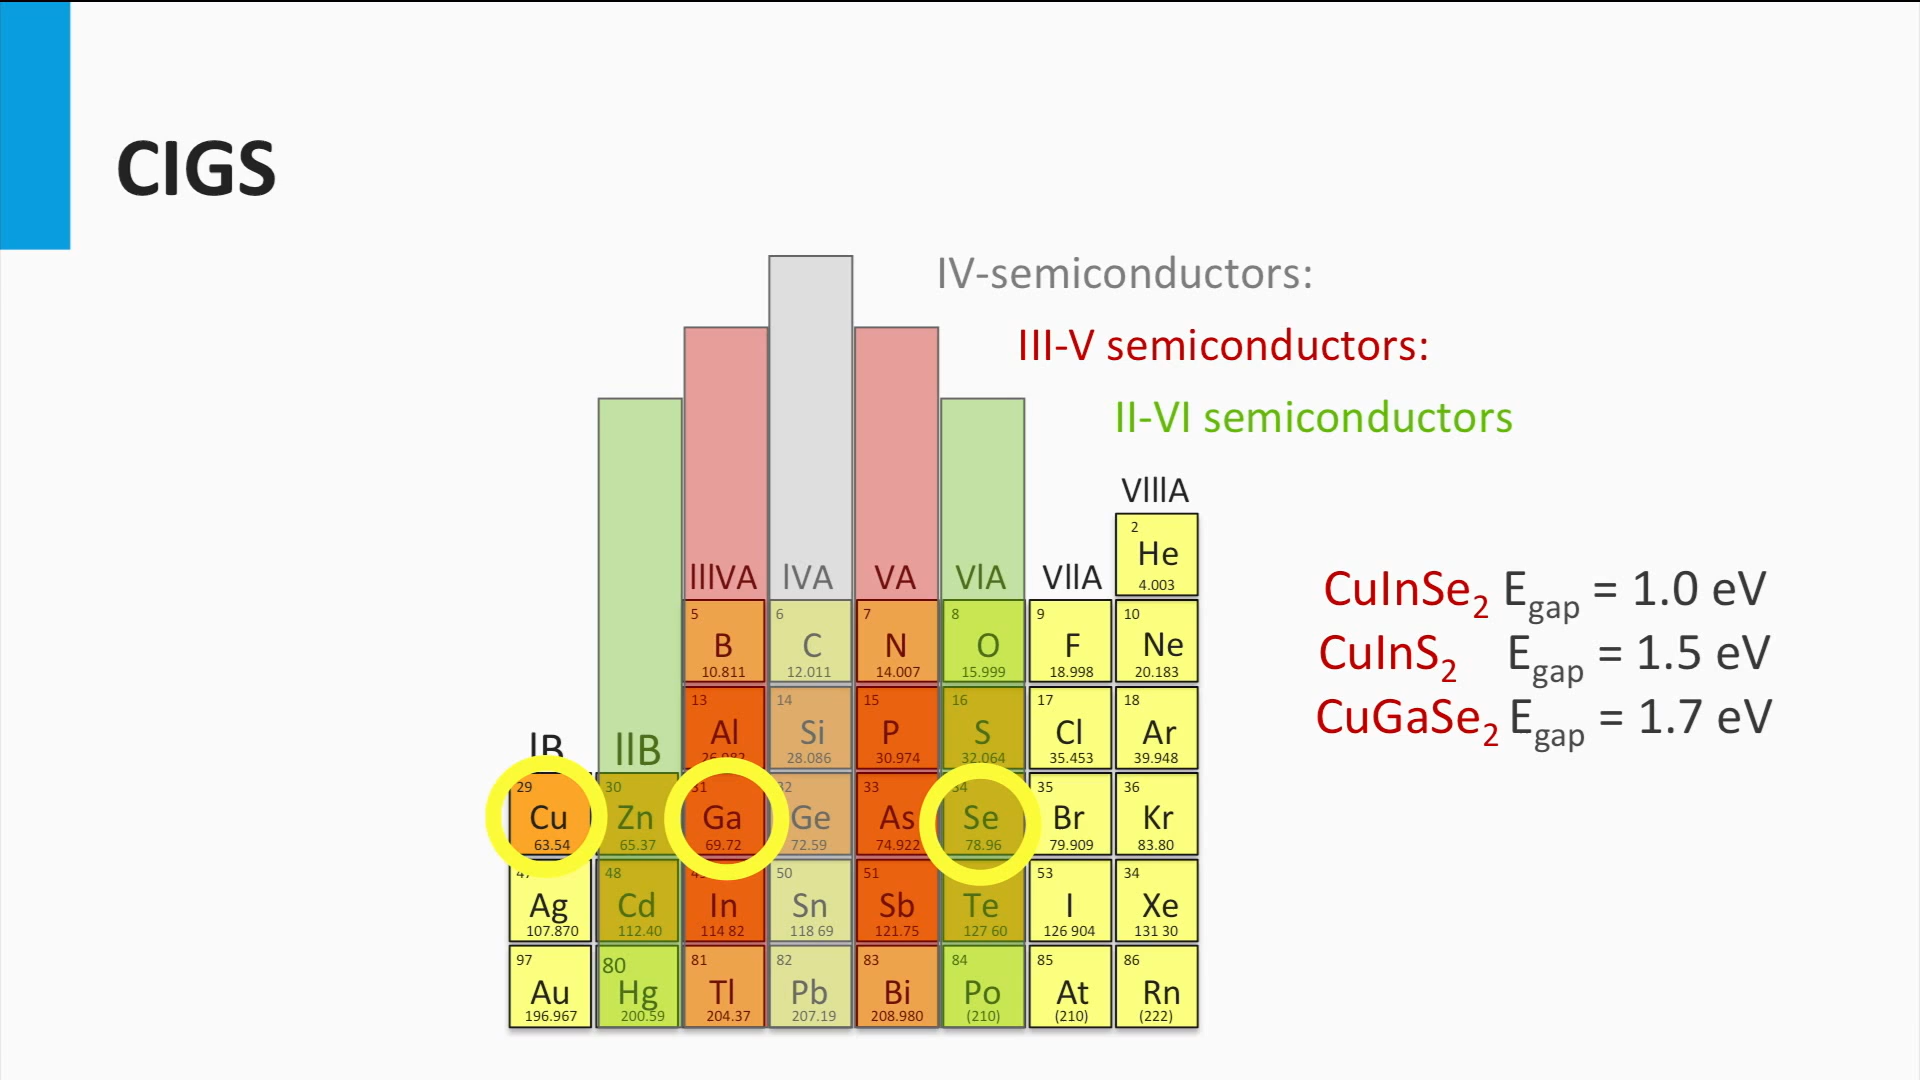 CIGS
IV-semiconductors:
III-V semiconductors:
II-VI semiconductors
VIIIA
2
He
4.003
IIIVA IVA VA VIA VIIA
5 6 7 8 9 10
B C N O F Ne
10.811 12.011 14.007 15.999 18.998 20.183
13 14 15 16 17 18
Al Si P S Cl Ar
26.982 28.086 30.974 32.064 35.453 39.948
IB IIB
29 30 31 32 33 34 35 36
Cu Zn Ga Ge As Se Br Kr
63.54 65.37 69.72 72.59 74.922 78.96 79.909 83.80
47 48 49 50 51 53 34
Ag Cd In Sn Sb Te I Xe
107.870 112.40 114 82 118 69 121.75 127 60 126 904 131 30
97 80 81 82 83 84 85 86
Au Hg Tl Pb Bi Po At Rn
196.967 200.59 204.37 207.19 208.980 (210) (210) (222)
CuInSe₂ E_gap = 1.0 eV
CuInS₂ E_gap = 1.5 eV
CuGaSe₂ E_gap = 1.7 eV